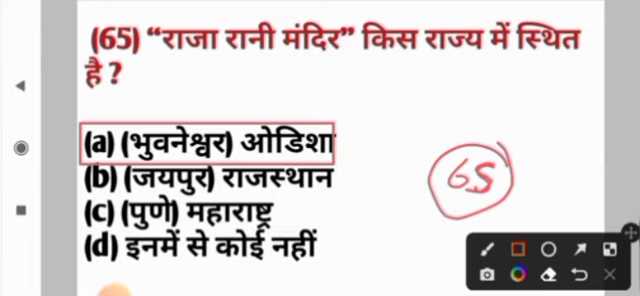 (65) “राजा रानी मंदिर” किस राज्य में स्थित
है ?
(a) (भुवनेश्वर) ओडिशा
(b) (जयपुर) राजस्थान
(c) (पुणे) महाराष्ट्र
(d) इनमें से कोई नहीं
65